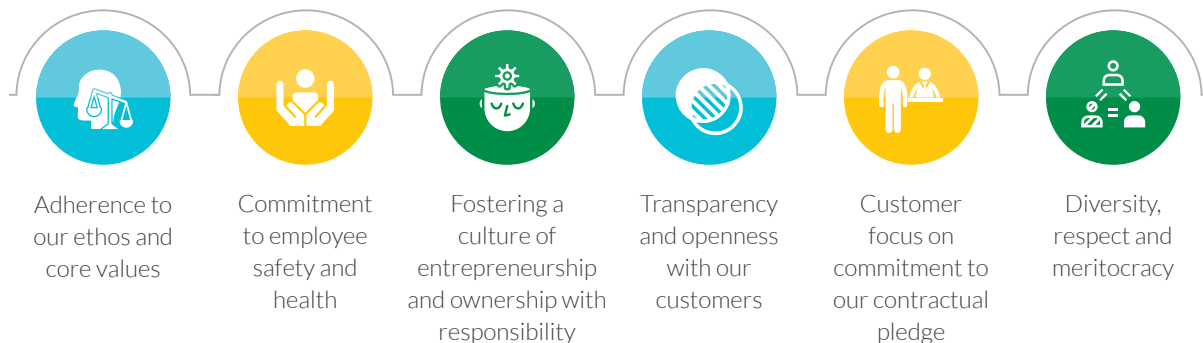 Adherence to
our ethos and
core values
Commitment
to employee
safety and
health
Fostering a
culture of
entrepreneurship
and ownership with
responsibility
Transparency
and openness
with our
customers
Customer
focus on
commitment to
our contractual
pledge
Diversity,
respect and
meritocracy